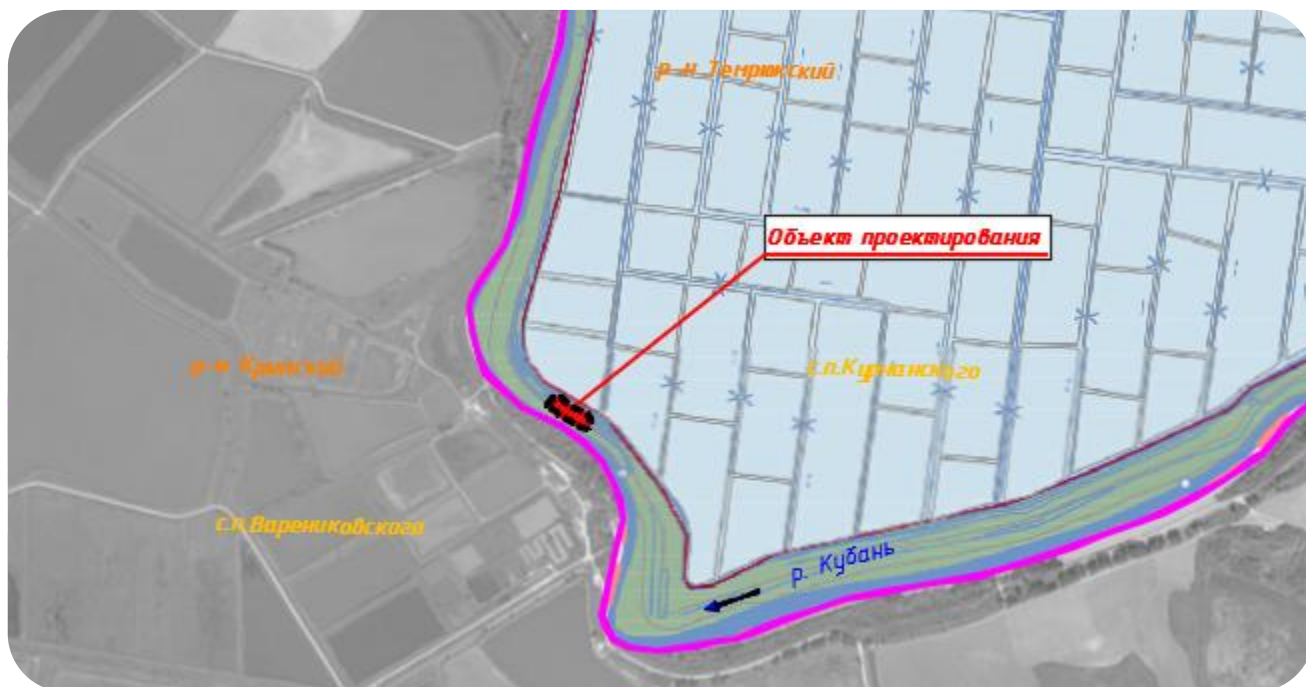 р-н Темрюкский
Объект проектирования
р-н Крымский
с.п.Курчанского
с.п.Варениковского
р. Кубань